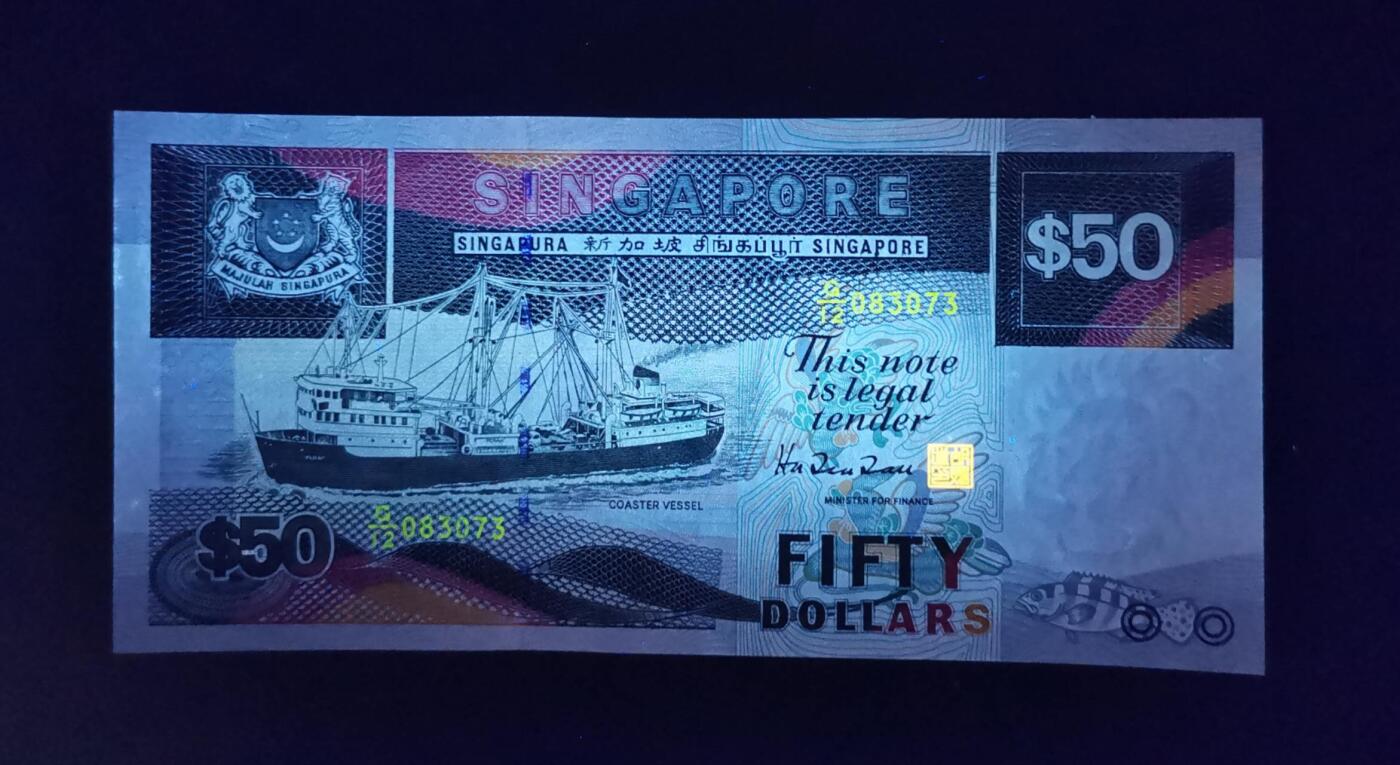 SINGAPORE
SINGAPURA 新加坡 சிங்கப்பூர் SINGAPORE
MAJULAH SINGAPURA
$50
G/12 083073
This note
is legal
tender
MINISTER FOR FINANCE
COASTER VESSEL
$50
G/12 083073
FIFTY
DOLLARS